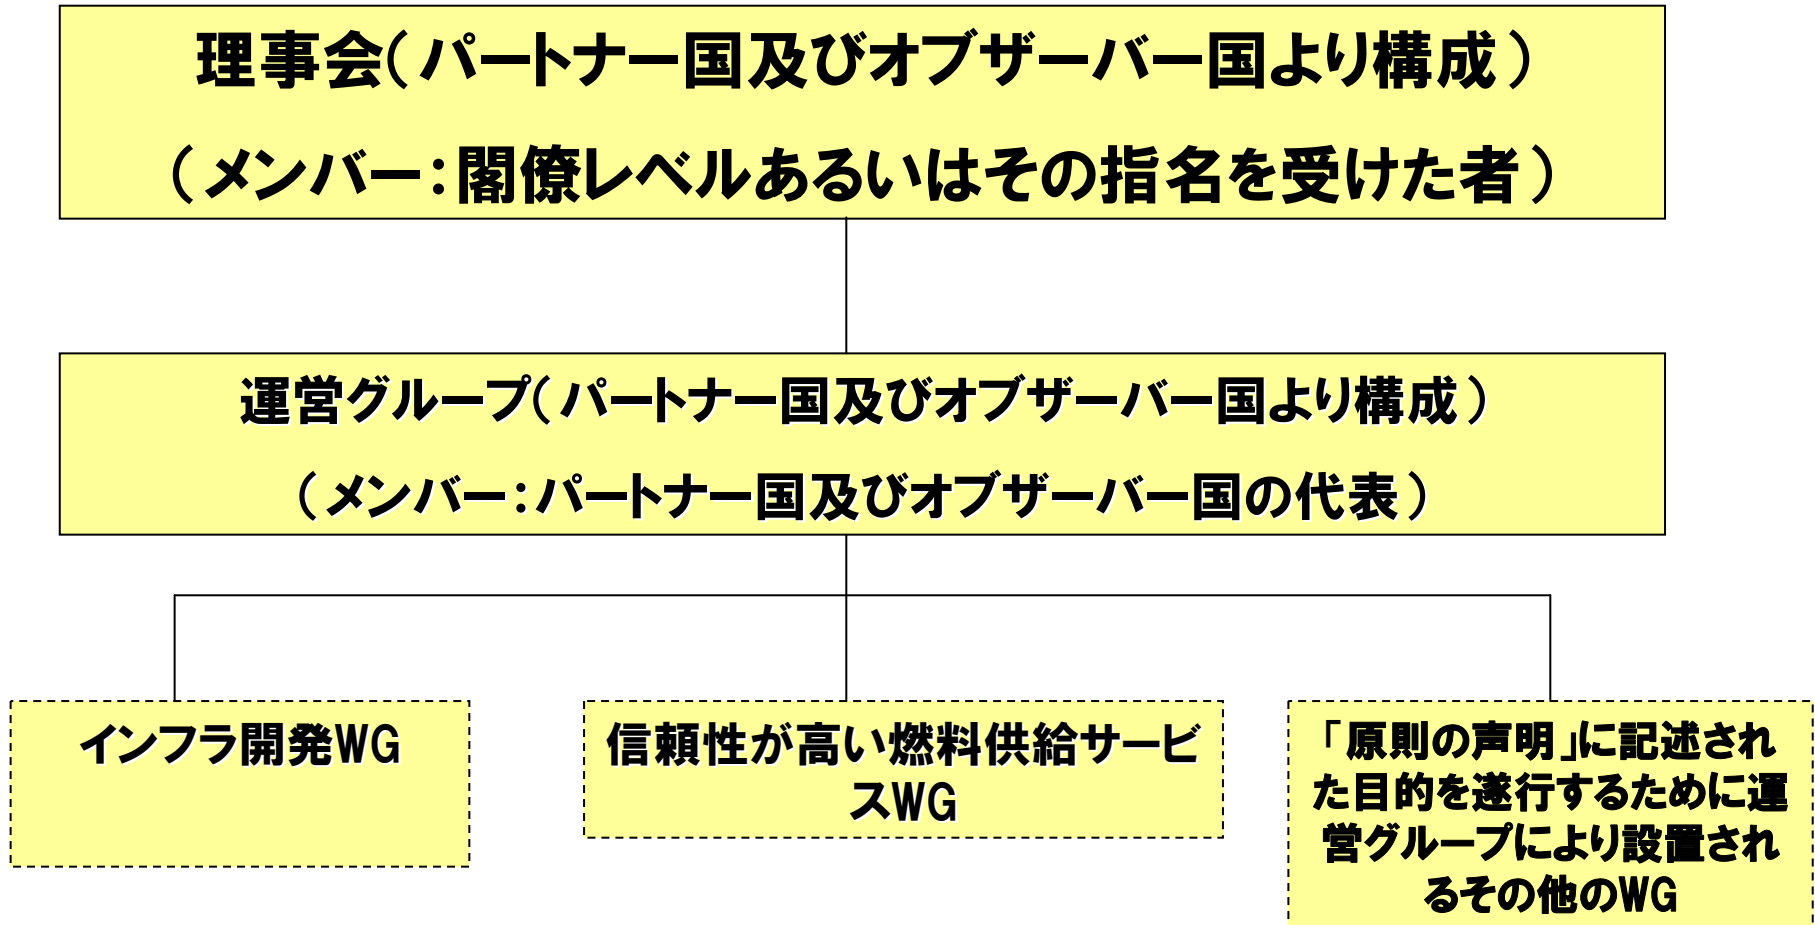 理事会(パートナー国及びオブザーバー国より構成)
(メンバー:閣僚レベルあるいはその指名を受けた者)
運営グループ(パートナー国及びオブザーバー国より構成)
(メンバー:パートナー国及びオブザーバー国の代表)
インフラ開発WG
信頼性が高い燃料供給サービ
スWG
「原則の声明」に記述され
た目的を遂行するために運
営グループにより設置され
るその他のWG